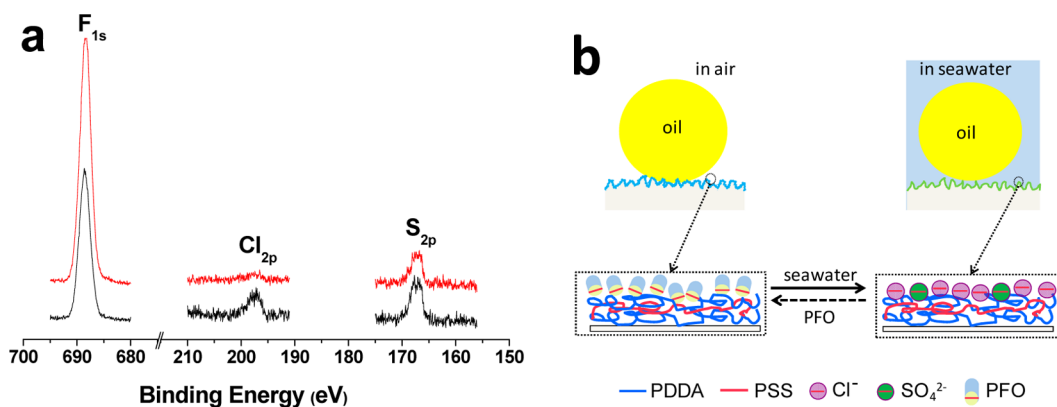 a
F1s
Cl2p
S2p
700 690 680 210 200 190 170 160 150
Binding Energy (eV)
b
in air
in seawater
oil
oil
seawater
PFO
PDDA PSS Cl⁻ SO₄²⁻ PFO